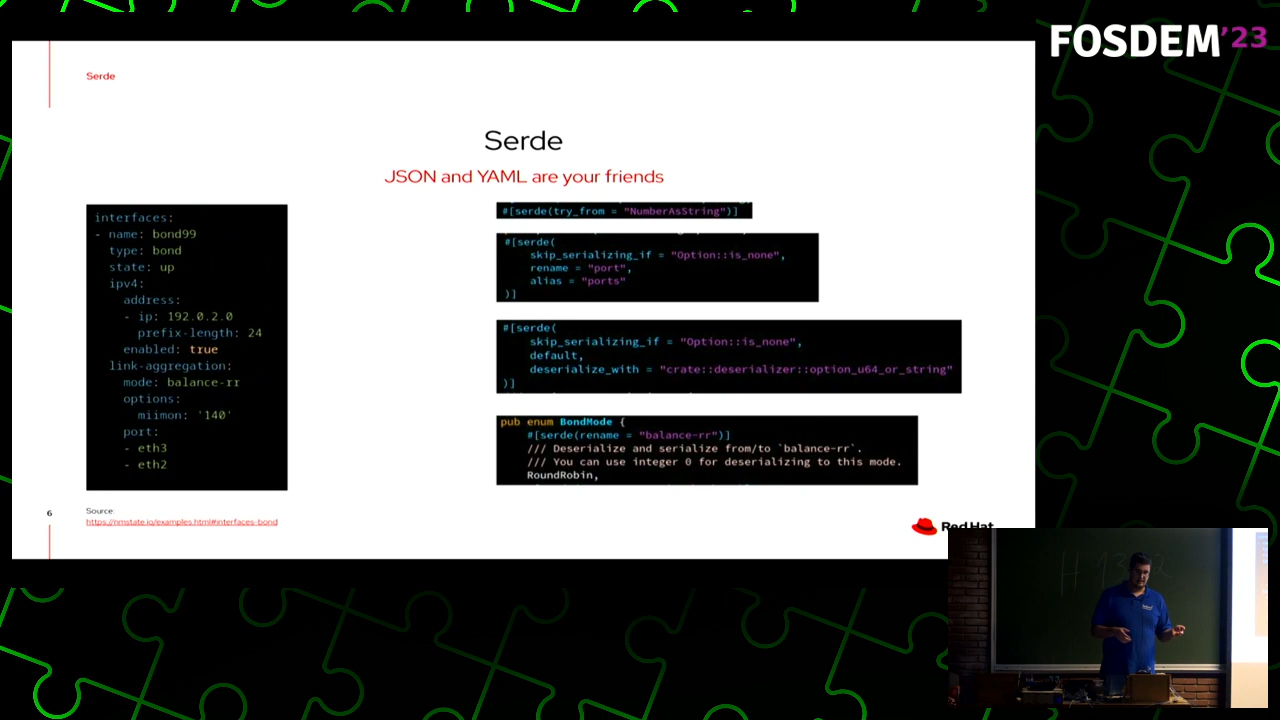 FOSDEM'23
Serde
Serde
JSON and YAML are your friends
interfaces:
- name: bond99
type: bond
state: up
ipv4:
address:
- ip: 192.0.2.0
prefix-length: 24
enabled: true
link-aggregation:
mode: balance-rr
options:
miimon: '140'
port:
- eth3
- eth2
#[serde(try_from = "NumberAsString")]
#[serde(
skip_serializing_if = "Option::is_none",
rename = "port",
alias = "ports"
)]
#[serde(
skip_serializing_if = "Option::is_none",
default,
deserialize_with = "crate::deserializer::option_u64_or_string"
)]
pub enum BondMode {
#[serde(rename = "balance-rr")]
/// Deserialize and serialize from/to `balance-rr`.
/// You can use integer 0 for deserializing to this mode.
RoundRobin,
6
Source:
https://nmstate.io/examples.html#interfaces-bond
Red Hat